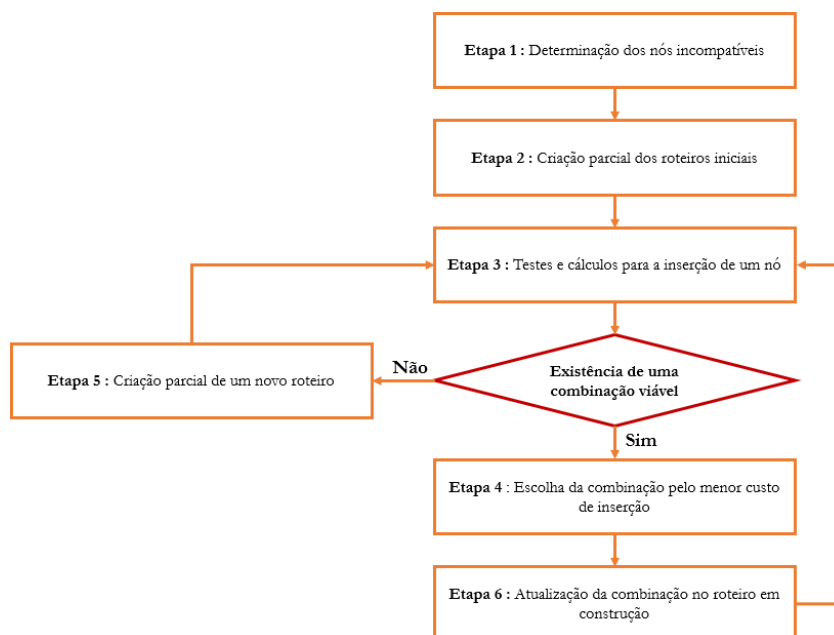 Etapa 1 : Determinação dos nós incompatíveis
Etapa 2 : Criação parcial dos roteiros iniciais
Etapa 3 : Testes e cálculos para a inserção de um nó
Existência de uma
combinação viável
Não
Etapa 5 : Criação parcial de um novo roteiro
Sim
Etapa 4 : Escolha da combinação pelo menor custo
de inserção
Etapa 6 : Atualização da combinação no roteiro em
construção